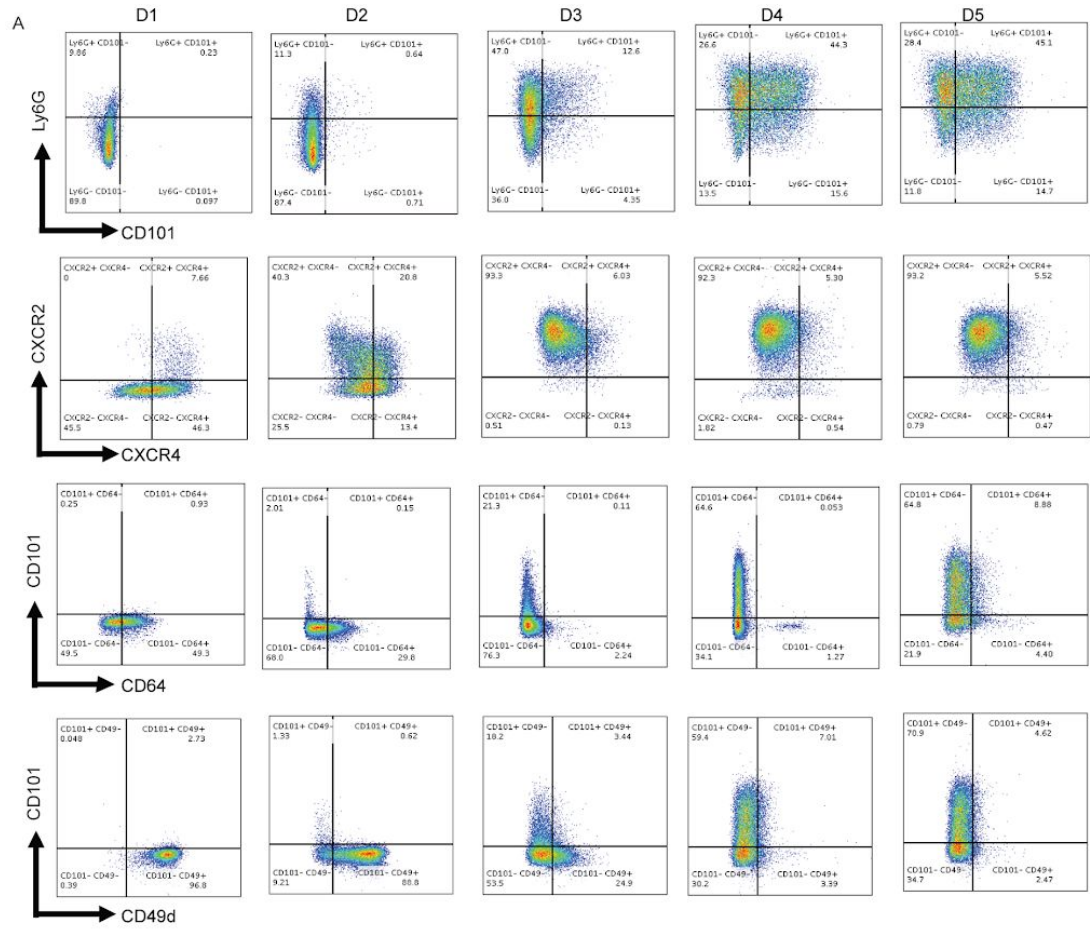 A
D1 D2 D3 D4 D5
Ly6G+ CD101- Ly6G+ CD101+ Ly6G+ CD101- Ly6G+ CD101+ Ly6G+ CD101- Ly6G+ CD101+ Ly6G+ CD101- Ly6G+ CD101+ Ly6G+ CD101- Ly6G+ CD101+
9.86 0.23 11.3 0.64 47.0 12.6 26.6 44.3 28.4 45.1
Ly6G
Ly6G- CD101- Ly6G- CD101+ Ly6G- CD101- Ly6G- CD101+ Ly6G- CD101- Ly6G- CD101+ Ly6G- CD101- Ly6G- CD101+ Ly6G- CD101- Ly6G- CD101+
89.8 0.097 87.4 0.71 36.0 4.35 13.5 15.6 11.8 14.7
CD101
CXCR2+ CXCR4- CXCR2+ CXCR4+ CXCR2+ CXCR4- CXCR2+ CXCR4+ CXCR2+ CXCR4- CXCR2+ CXCR4+ CXCR2+ CXCR4- CXCR2+ CXCR4+ CXCR2+ CXCR4- CXCR2+ CXCR4+
0 7.66 40.3 20.8 93.3 6.03 92.3 5.30 93.2 5.52
CXCR2
CXCR2- CXCR4- CXCR2- CXCR4+ CXCR2- CXCR4- CXCR2- CXCR4+ CXCR2- CXCR4- CXCR2- CXCR4+ CXCR2- CXCR4- CXCR2- CXCR4+ CXCR2- CXCR4- CXCR2- CXCR4+
45.5 46.3 25.5 13.4 0.51 0.13 1.82 0.54 0.79 0.47
CXCR4
CD101+ CD64- CD101+ CD64+ CD101+ CD64- CD101+ CD64+ CD101+ CD64- CD101+ CD64+ CD101+ CD64- CD101+ CD64+ CD101+ CD64- CD101+ CD64+
0.25 0.93 2.01 0.15 21.3 0.11 64.6 0.053 64.8 8.88
CD101
CD101- CD64- CD101- CD64+ CD101- CD64- CD101- CD64+ CD101- CD64- CD101- CD64+ CD101- CD64- CD101- CD64+ CD101- CD64- CD101- CD64+
49.5 49.3 68.0 29.8 76.3 2.24 34.1 1.27 21.9 4.40
CD64
CD101+ CD49- CD101+ CD49+ CD101+ CD49- CD101+ CD49+ CD101+ CD49- CD101+ CD49+ CD101+ CD49- CD101+ CD49+ CD101+ CD49- CD101+ CD49+
0.048 2.73 1.33 0.62 18.2 3.44 59.4 7.01 70.9 4.62
CD101
CD101- CD49- CD101- CD49+ CD101- CD49- CD101- CD49+ CD101- CD49- CD101- CD49+ CD101- CD49- CD101- CD49+ CD101- CD49- CD101- CD49+
0.39 96.8 9.21 88.8 53.5 24.9 30.2 3.39 34.7 2.47
CD49d